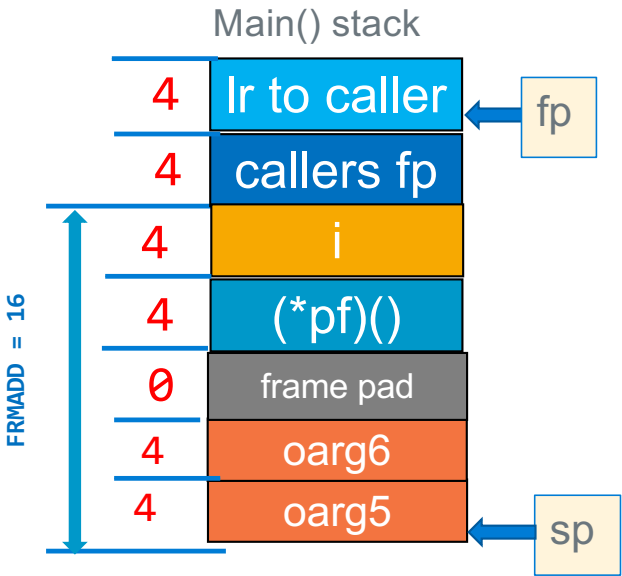 Main() stack
4 lr to caller fp
4 callers fp
4 i
4 (*pf)()
0 frame pad
4 oarg6
4 oarg5 sp
FRMADD = 16